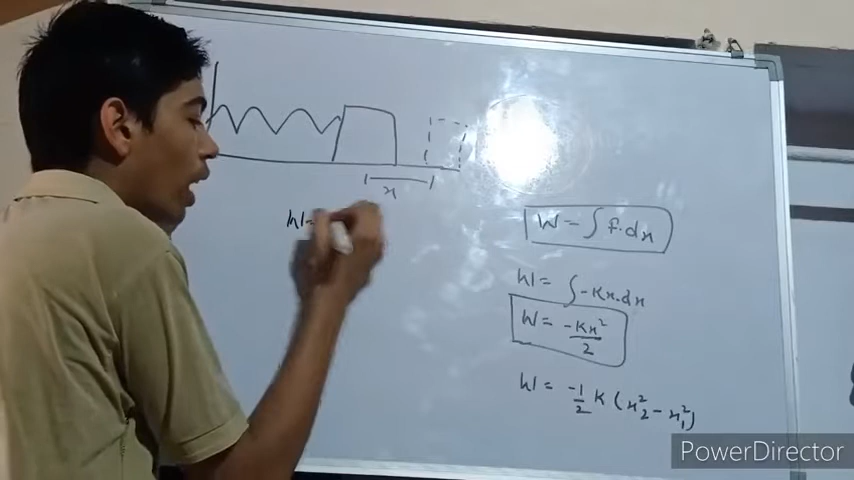 x
W=
W = ∫ f.dx
W = ∫ -Kx.dx
W = -Kx²/2
W = -1/2 K (x₂² - x₁²)
PowerDirector